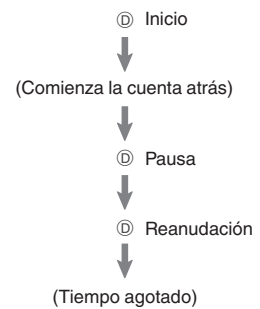 Ⓓ Inicio
(Comienza la cuenta atrás)
Ⓓ Pausa
Ⓓ Reanudación
(Tiempo agotado)